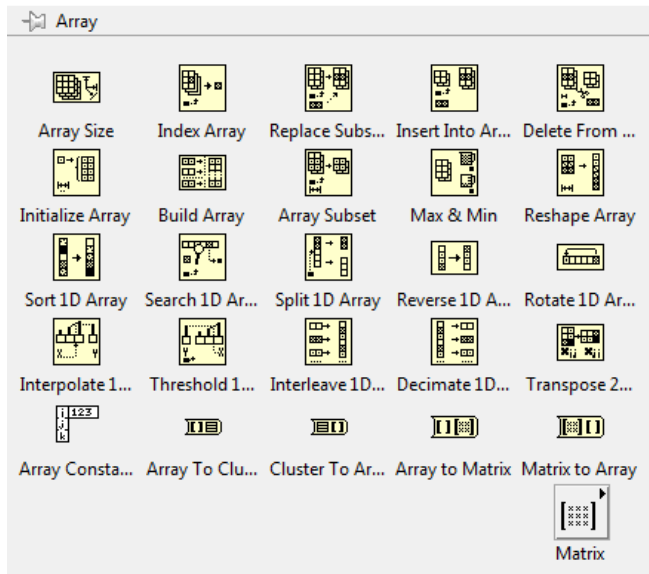 Array
Array Size Index Array Replace Subs... Insert Into Ar... Delete From ...
Initialize Array Build Array Array Subset Max & Min Reshape Array
Sort 1D Array Search 1D Ar... Split 1D Array Reverse 1D A... Rotate 1D Ar...
X Y Y X X i j X j i
Interpolate 1... Threshold 1... Interleave 1D... Decimate 1D... Transpose 2...
i 123
j
k
Array Consta... Array To Clu... Cluster To Ar... Array to Matrix Matrix to Array
Matrix